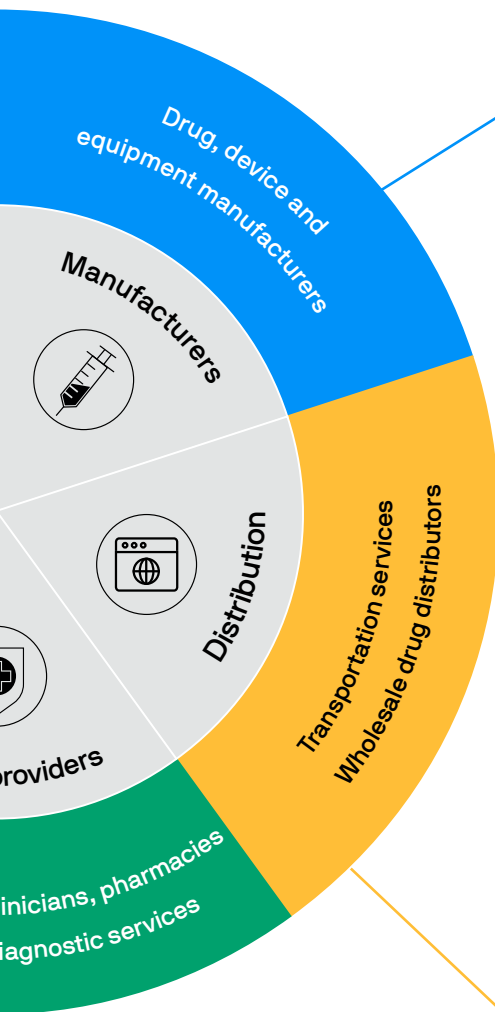 Drug, device and
equipment manufacturers
Manufacturers
Distribution
Transportation services
Wholesale drug distributors
roviders
inicians, pharmacies
iagnostic services